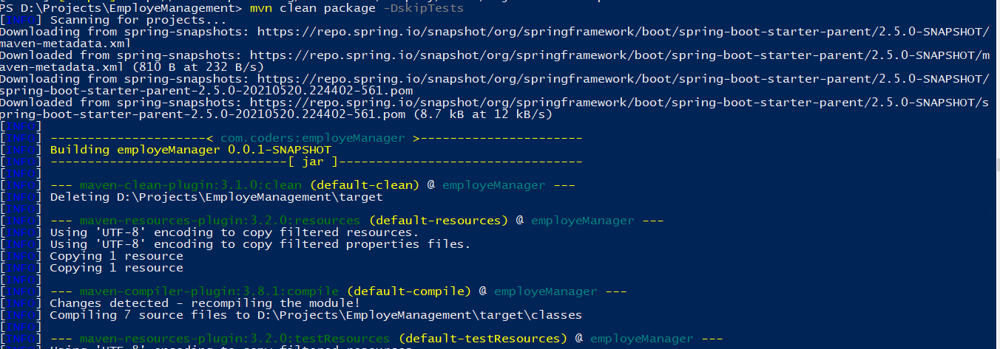 PS D:\Projects\EmployeManagement> mvn clean package -DskipTests
[INFO] Scanning for projects...
Downloading from spring-snapshots: https://repo.spring.io/snapshot/org/springframework/boot/spring-boot-starter-parent/2.5.0-SNAPSHOT/
maven-metadata.xml
Downloaded from spring-snapshots: https://repo.spring.io/snapshot/org/springframework/boot/spring-boot-starter-parent/2.5.0-SNAPSHOT/m
aven-metadata.xml (810 B at 232 B/s)
Downloading from spring-snapshots: https://repo.spring.io/snapshot/org/springframework/boot/spring-boot-starter-parent/2.5.0-SNAPSHOT/
spring-boot-starter-parent-2.5.0-20210520.224402-561.pom
Downloaded from spring-snapshots: https://repo.spring.io/snapshot/org/springframework/boot/spring-boot-starter-parent/2.5.0-SNAPSHOT/s
pring-boot-starter-parent-2.5.0-20210520.224402-561.pom (8.7 kB at 12 kB/s)
[INFO]
[INFO] ---------------------< com.coders:employeManager >----------------------
[INFO] Building employeManager 0.0.1-SNAPSHOT
[INFO] --------------------------------[ jar ]---------------------------------
[INFO]
[INFO] --- maven-clean-plugin:3.1.0:clean (default-clean) @ employeManager ---
[INFO] Deleting D:\Projects\EmployeManagement\target
[INFO]
[INFO] --- maven-resources-plugin:3.2.0:resources (default-resources) @ employeManager ---
[INFO] Using 'UTF-8' encoding to copy filtered resources.
[INFO] Using 'UTF-8' encoding to copy filtered properties files.
[INFO] Copying 1 resource
[INFO] Copying 1 resource
[INFO]
[INFO] --- maven-compiler-plugin:3.8.1:compile (default-compile) @ employeManager ---
[INFO] Changes detected - recompiling the module!
[INFO] Compiling 7 source files to D:\Projects\EmployeManagement\target\classes
[INFO]
[INFO] --- maven-resources-plugin:3.2.0:testResources (default-testResources) @ employeManager ---